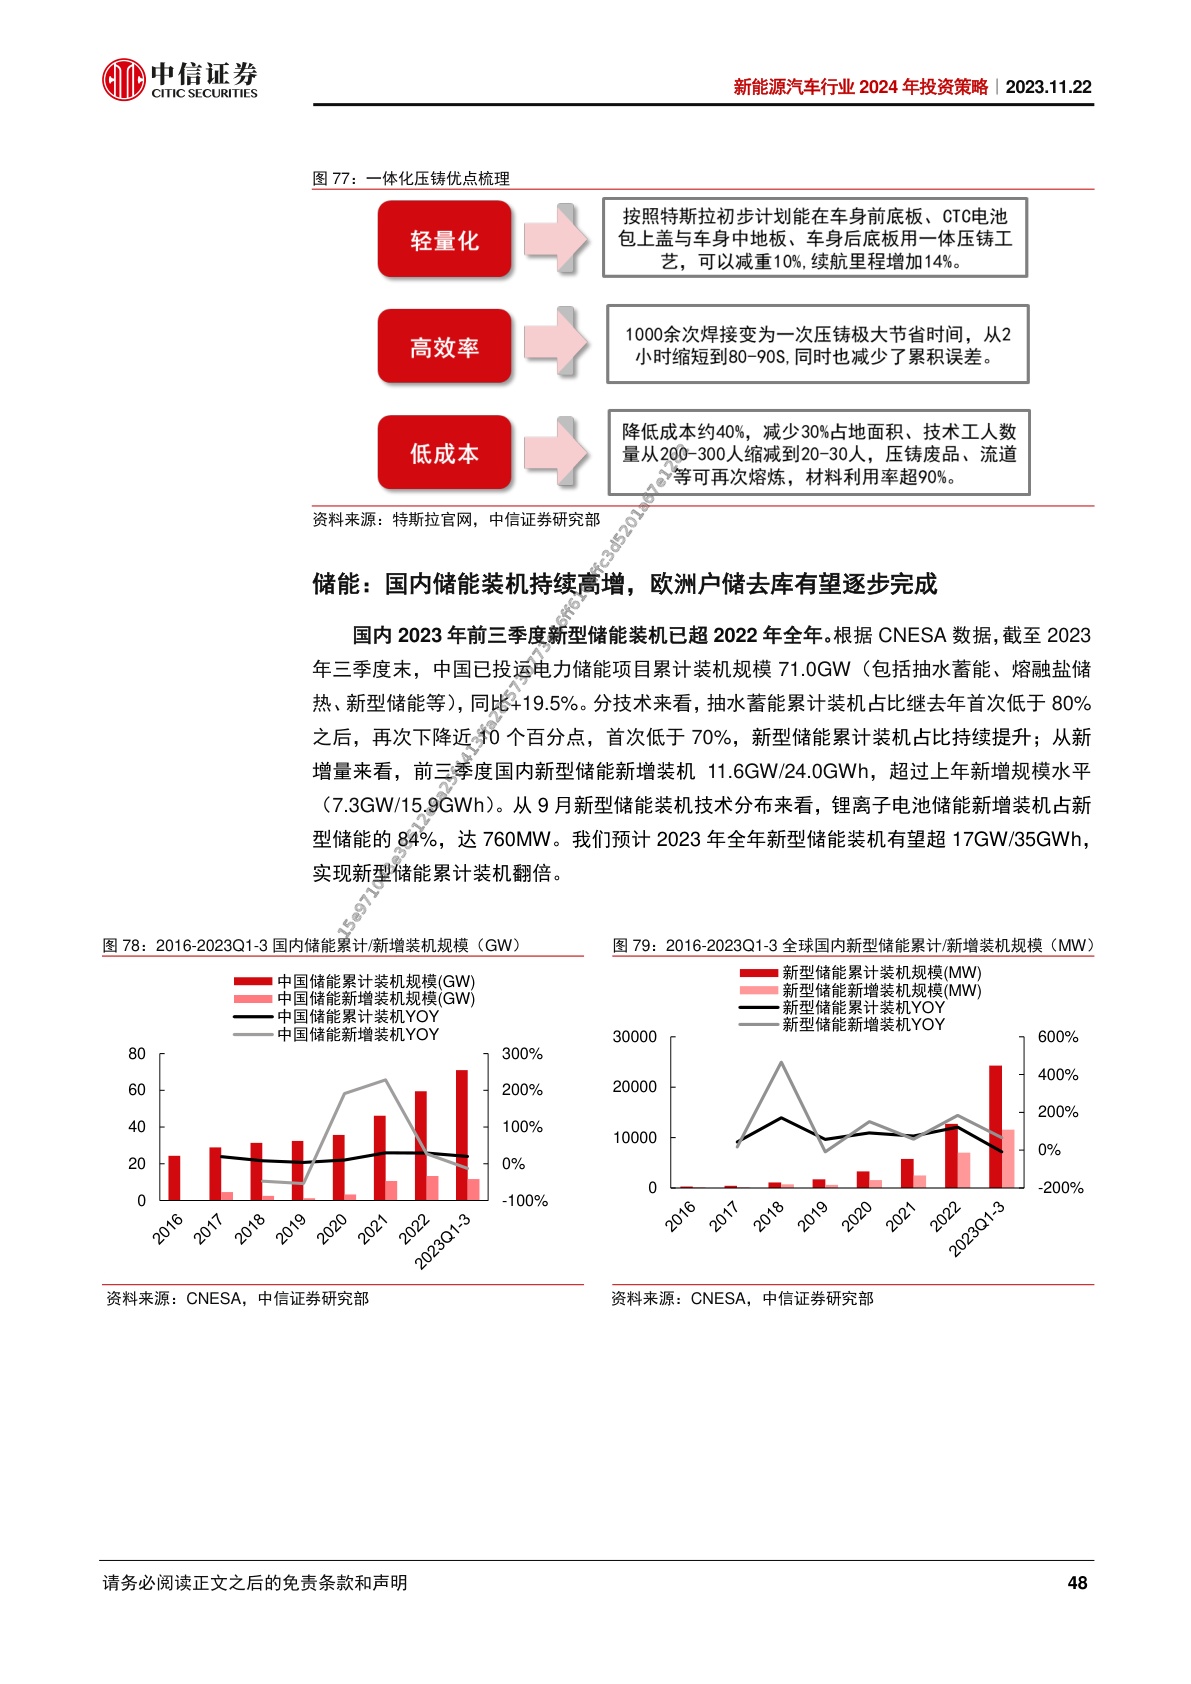 中信证券
CITIC SECURITIES
新能源汽车行业 2024 年投资策略｜2023.11.22
图 77：一体化压铸优点梳理
轻量化
按照特斯拉初步计划能在车身前底板、CTC电池
包上盖与车身中地板、车身后底板用一体压铸工
艺，可以减重10%,续航里程增加14%。
高效率
1000余次焊接变为一次压铸极大节省时间，从2
小时缩短到80-90S,同时也减少了累积误差。
低成本
降低成本约40%，减少30%占地面积、技术工人数
量从200-300人缩减到20-30人，压铸废品、流道
等可再次熔炼，材料利用率超90%。
资料来源：特斯拉官网，中信证券研究部
储能：国内储能装机持续高增，欧洲户储去库有望逐步完成
国内 2023 年前三季度新型储能装机已超 2022 年全年。根据 CNESA 数据，截至 2023
年三季度末，中国已投运电力储能项目累计装机规模 71.0GW（包括抽水蓄能、熔融盐储
热、新型储能等），同比+19.5%。分技术来看，抽水蓄能累计装机占比继去年首次低于 80%
之后，再次下降近 10 个百分点，首次低于 70%，新型储能累计装机占比持续提升；从新
增量来看，前三季度国内新型储能新增装机 11.6GW/24.0GWh，超过上年新增规模水平
（7.3GW/15.9GWh）。从 9 月新型储能装机技术分布来看，锂离子电池储能新增装机占新
型储能的 84%，达 760MW。我们预计 2023 年全年新型储能装机有望超 17GW/35GWh，
实现新型储能累计装机翻倍。
图 78：2016-2023Q1-3 国内储能累计/新增装机规模（GW）
中国储能累计装机规模(GW)
中国储能新增装机规模(GW)
中国储能累计装机YOY
中国储能新增装机YOY
80
60
40
20
0
300%
200%
100%
0%
-100%
2016
2017
2018
2019
2020
2021
2022
2023Q1-3
资料来源：CNESA，中信证券研究部
图 79：2016-2023Q1-3 全球国内新型储能累计/新增装机规模（MW）
新型储能累计装机规模(MW)
新型储能新增装机规模(MW)
新型储能累计装机YOY
新型储能新增装机YOY
30000
20000
10000
0
600%
400%
200%
0%
-200%
2016
2017
2018
2019
2020
2021
2022
2023Q1-3
资料来源：CNESA，中信证券研究部
请务必阅读正文之后的免责条款和声明
48